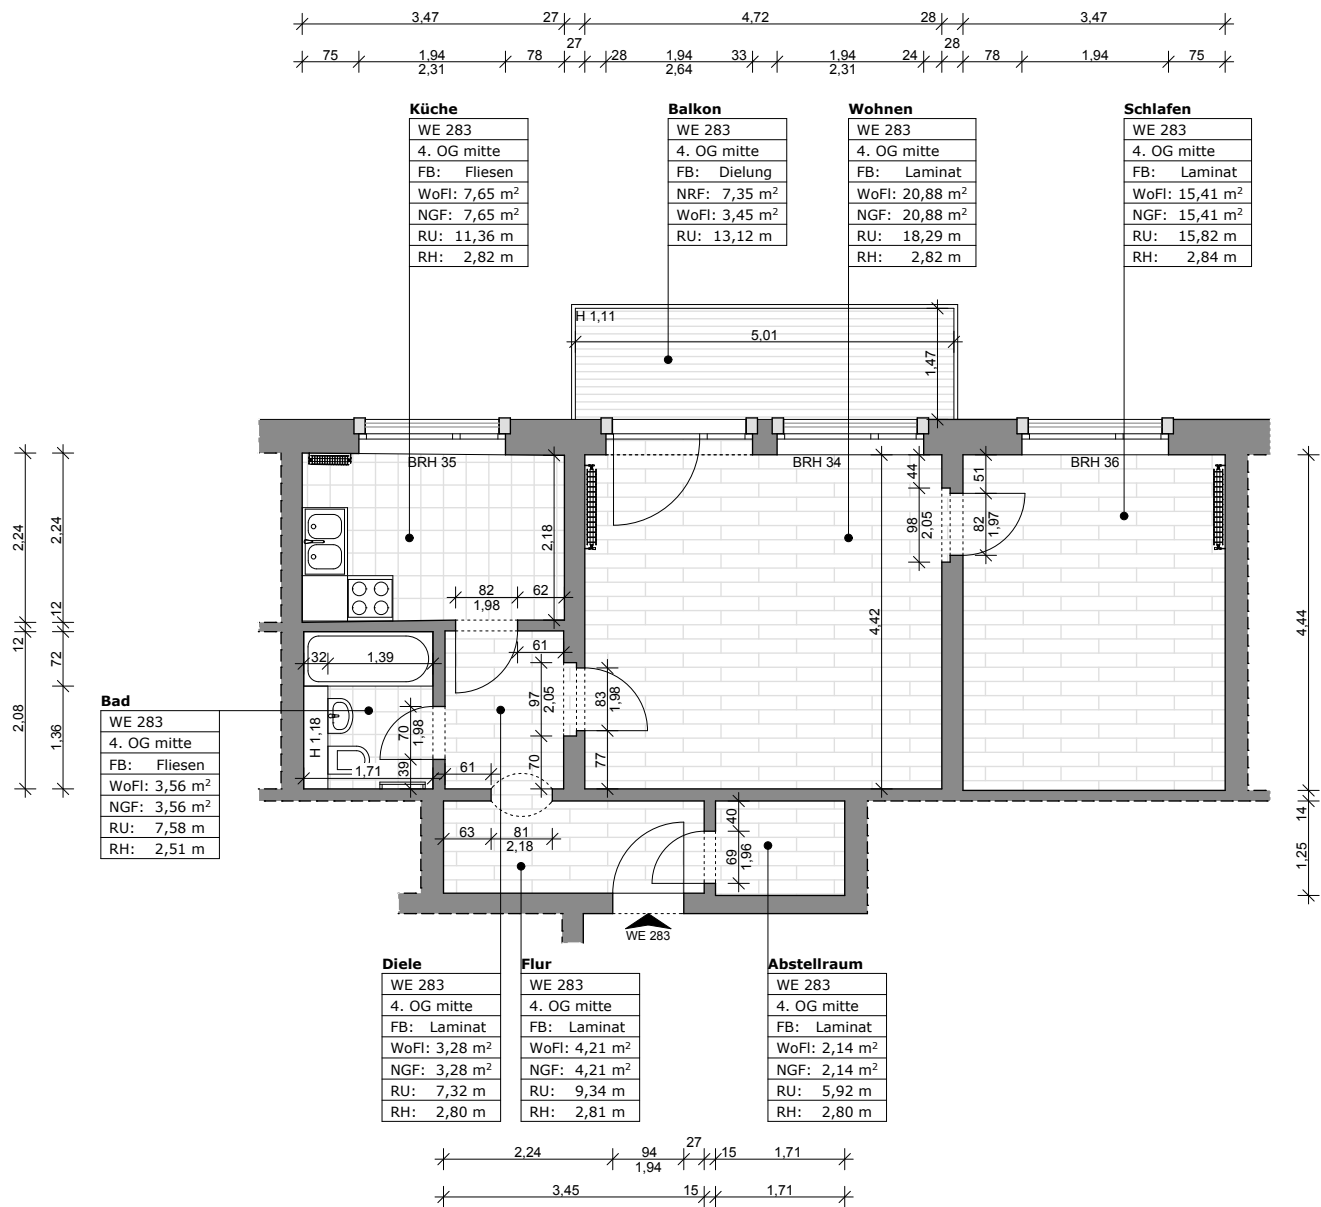 3,47 27 4,72 28 3,47
75 1,94 78 27 28 1,94 33 1,94 24 28 78 1,94 75
2,31 2,64 2,31
Küche
WE 283
4. OG mitte
FB: Fliesen
WoFl: 7,65 m²
NGF: 7,65 m²
RU: 11,36 m
RH: 2,82 m
Balkon
WE 283
4. OG mitte
FB: Dielung
NRF: 7,35 m²
WoFl: 3,45 m²
RU: 13,12 m
Wohnen
WE 283
4. OG mitte
FB: Laminat
WoFl: 20,88 m²
NGF: 20,88 m²
RU: 18,29 m
RH: 2,82 m
Schlafen
WE 283
4. OG mitte
FB: Laminat
WoFl: 15,41 m²
NGF: 15,41 m²
RU: 15,82 m
RH: 2,84 m
H 1,11
5,01
1,47
BRH 35
BRH 34
BRH 36
2,24
2,24
12
12
72
2,08
1,36
2,18
82
1,98
62
44
98
2,05
51
82
1,97
4,42
4,44
61
32
1,39
97
2,05
83
1,98
70
1,98
H 1,18
1,71
39
61
70
77
63
81
2,18
40
69
1,96
14
1,25
WE 283
Bad
WE 283
4. OG mitte
FB: Fliesen
WoFl: 3,56 m²
NGF: 3,56 m²
RU: 7,58 m
RH: 2,51 m
Diele
WE 283
4. OG mitte
FB: Laminat
WoFl: 3,28 m²
NGF: 3,28 m²
RU: 7,32 m
RH: 2,80 m
Flur
WE 283
4. OG mitte
FB: Laminat
WoFl: 4,21 m²
NGF: 4,21 m²
RU: 9,34 m
RH: 2,81 m
Abstellraum
WE 283
4. OG mitte
FB: Laminat
WoFl: 2,14 m²
NGF: 2,14 m²
RU: 5,92 m
RH: 2,80 m
2,24 94 27 15 1,71
1,94
3,45 15 1,71